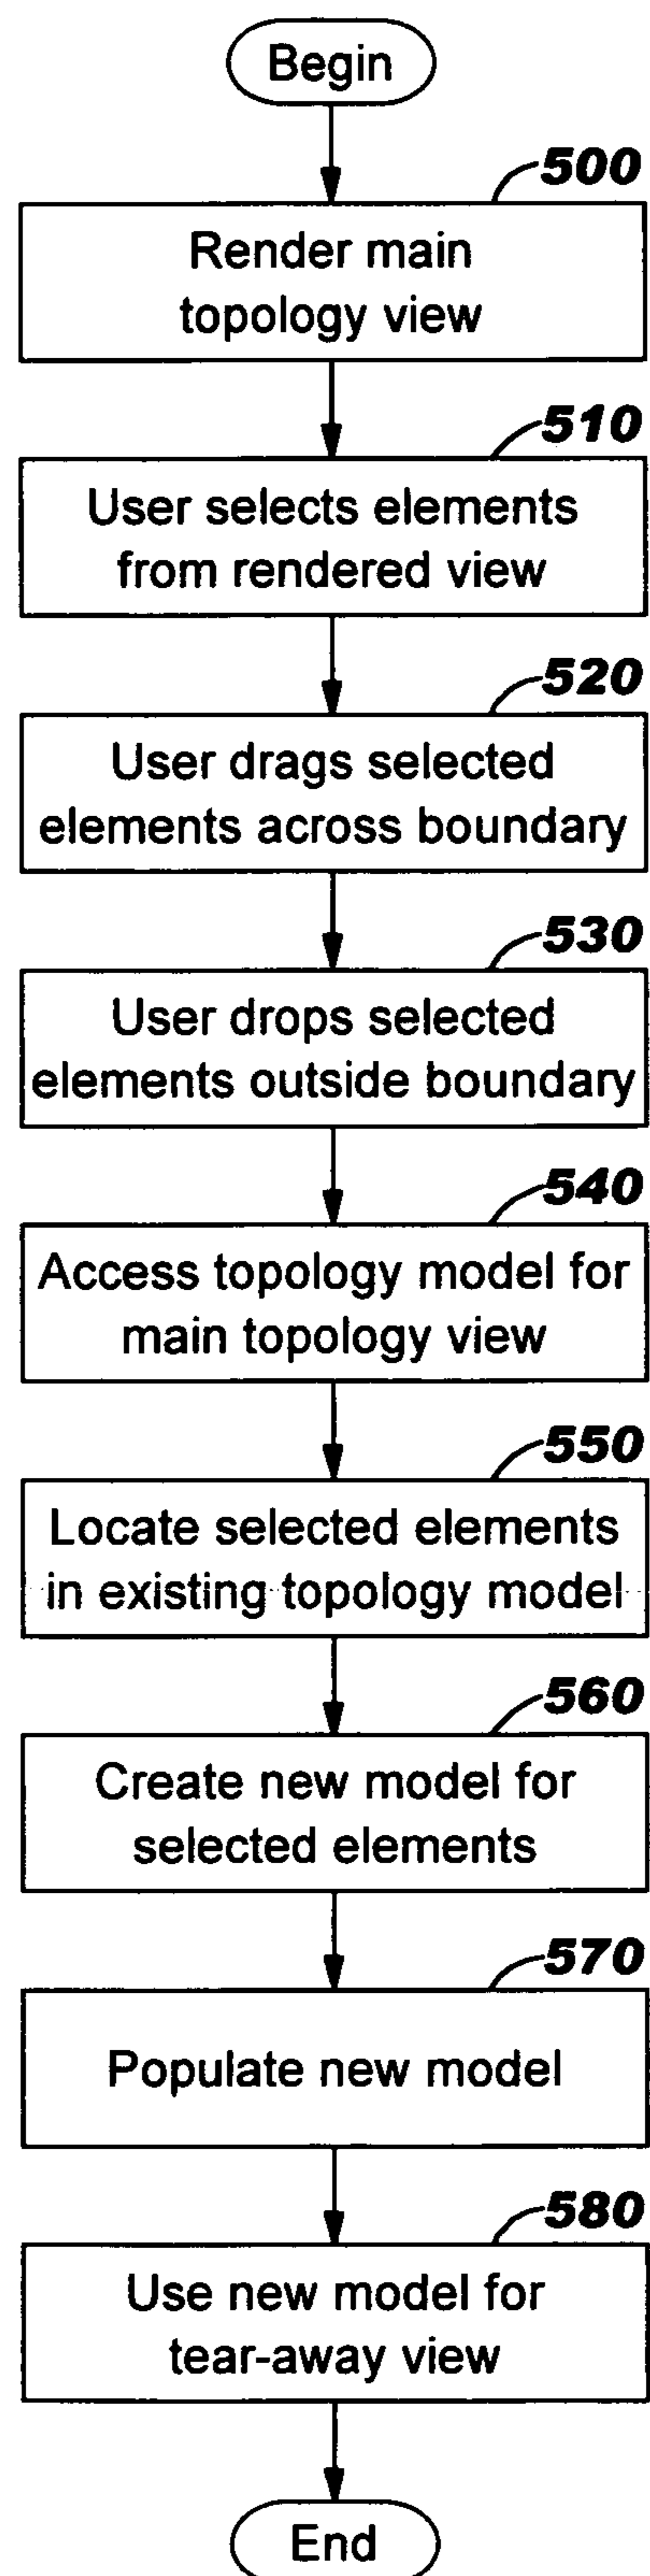 Begin
500
Render main
topology view
510
User selects elements
from rendered view
520
User drags selected
elements across boundary
530
User drops selected
elements outside boundary
540
Access topology model for
main topology view
550
Locate selected elements
in existing topology model
560
Create new model for
selected elements
570
Populate new model
580
Use new model for
tear-away view
End